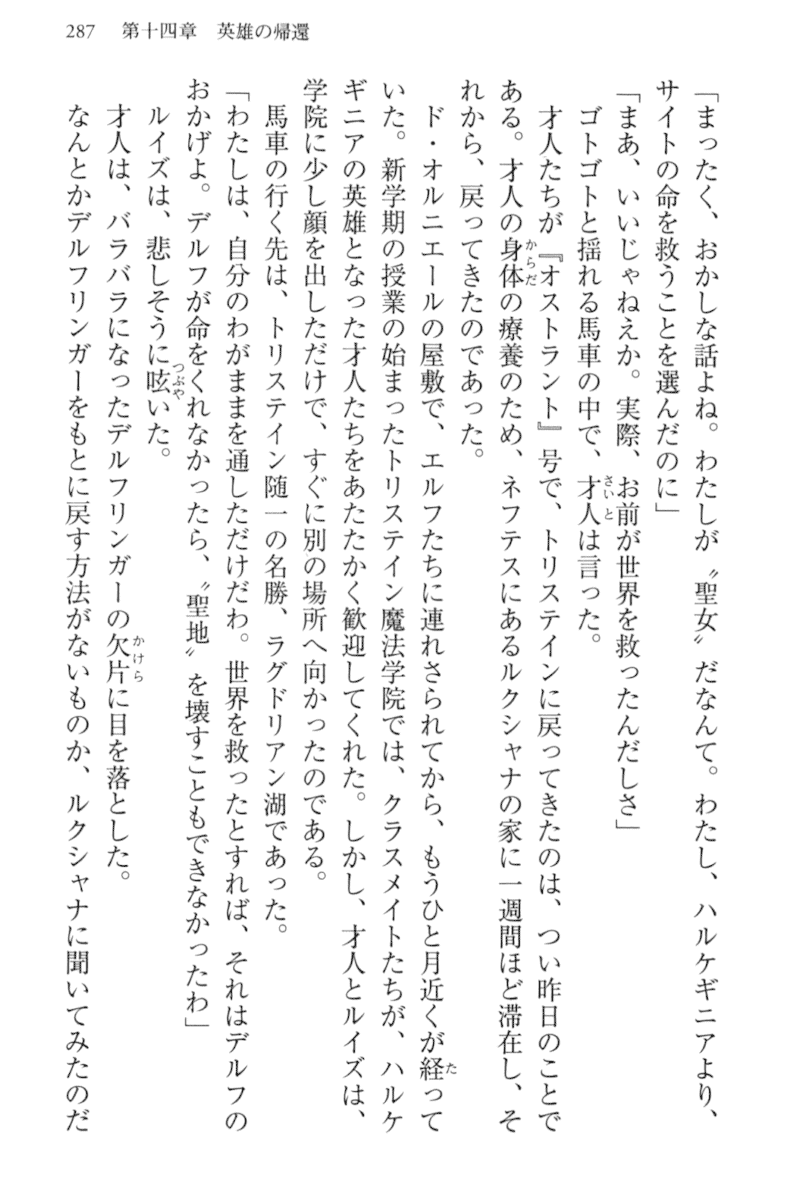 287　第十四章　英雄の帰還
「まったく、おかしな話よね。わたしが〝聖女〟だなんて。わたし、ハルケギニアより、
サイトの命を救うことを選んだのに」
「まあ、いいじゃねえか。実際、お前が世界を救ったんだしさ」
　ゴトゴトと揺れる馬車の中で、才人は言った。
　才人たちが『オストラント』号で、トリステインに戻ってきたのは、つい昨日のことで
ある。才人の身体の療養のため、ネフテスにあるルクシャナの家に一週間ほど滞在し、そ
れから、戻ってきたのであった。
　ド・オルニエールの屋敷で、エルフたちに連れさられてから、もうひと月近くが経って
いた。新学期の授業の始まったトリステイン魔法学院では、クラスメイトたちが、ハルケ
ギニアの英雄となった才人たちをあたたかく歓迎してくれた。しかし、才人とルイズは、
学院に少し顔を出しただけで、すぐに別の場所へ向かったのである。
　馬車の行く先は、トリステイン随一の名勝、ラグドリアン湖であった。
「わたしは、自分のわがままを通しただけだわ。世界を救ったとすれば、それはデルフの
おかげよ。デルフが命をくれなかったら、〝聖地〟を壊すこともできなかったわ」
　ルイズは、悲しそうに呟いた。
　才人は、バラバラになったデルフリンガーの欠片に目を落とした。
　なんとかデルフリンガーをもとに戻す方法がないものか、ルクシャナに聞いてみたのだ